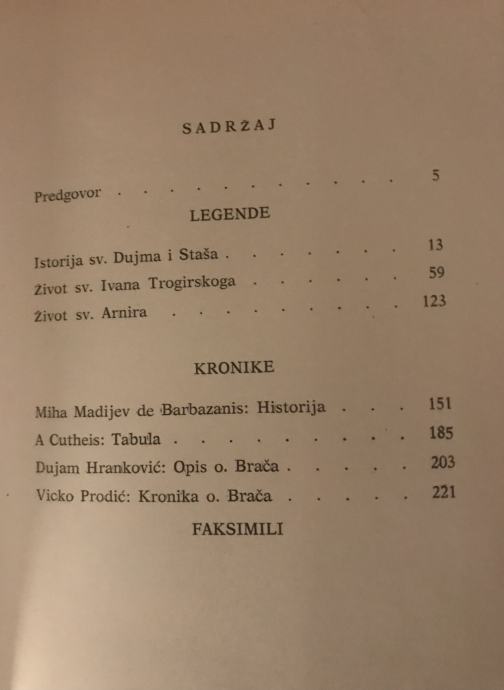 SADRŽAJ
Predgovor . . . . . . . . . . . 5
LEGENDE
Istorija sv. Dujma i Staša . . . . . . . 13
Život sv. Ivana Trogirskoga . . . . . . 59
Život sv. Arnira . . . . . . . . . 123
KRONIKE
Miha Madijev de Barbazanis: Historija . . . 151
A Cutheis: Tabula . . . . . . . . . 185
Dujam Hranković: Opis o. Brača . . . . . 203
Vicko Prodić: Kronika o. Brača . . . . . 221
FAKSIMILI